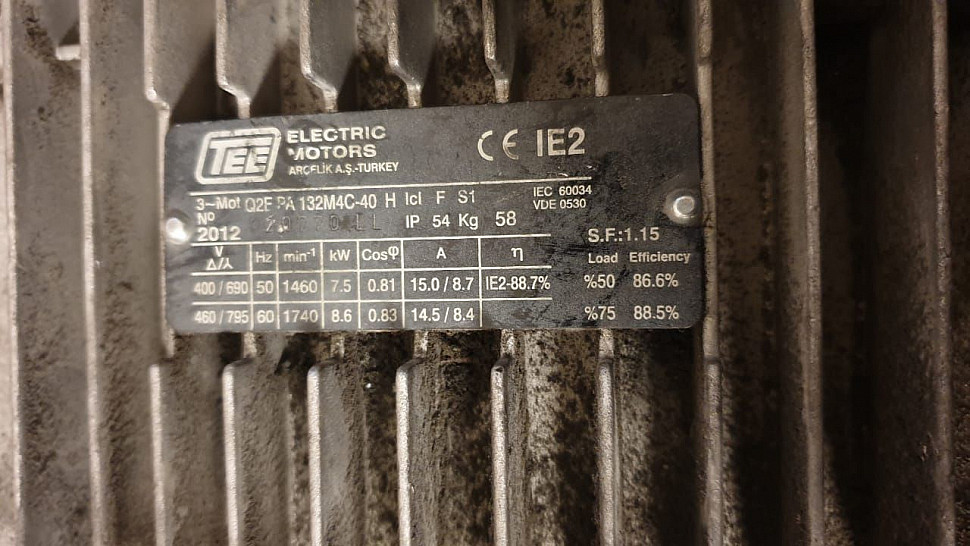 TEE
ELECTRIC
MOTORS
ARÇELİK A.Ş.-TURKEY
CE IE2
3~Mot Q2E PA 132M4C-40 H Icl F S1
IEC 60034
VDE 0530
No
2012
IP 54 Kg 58
S.F.:1.15
V Δ/⅄ Hz min⁻¹ kW Cosφ A η Load Efficiency
400 / 690 50 1460 7.5 0.81 15.0 / 8.7 IE2-88.7% %50 86.6%
460 / 795 60 1740 8.6 0.83 14.5 / 8.4 %75 88.5%